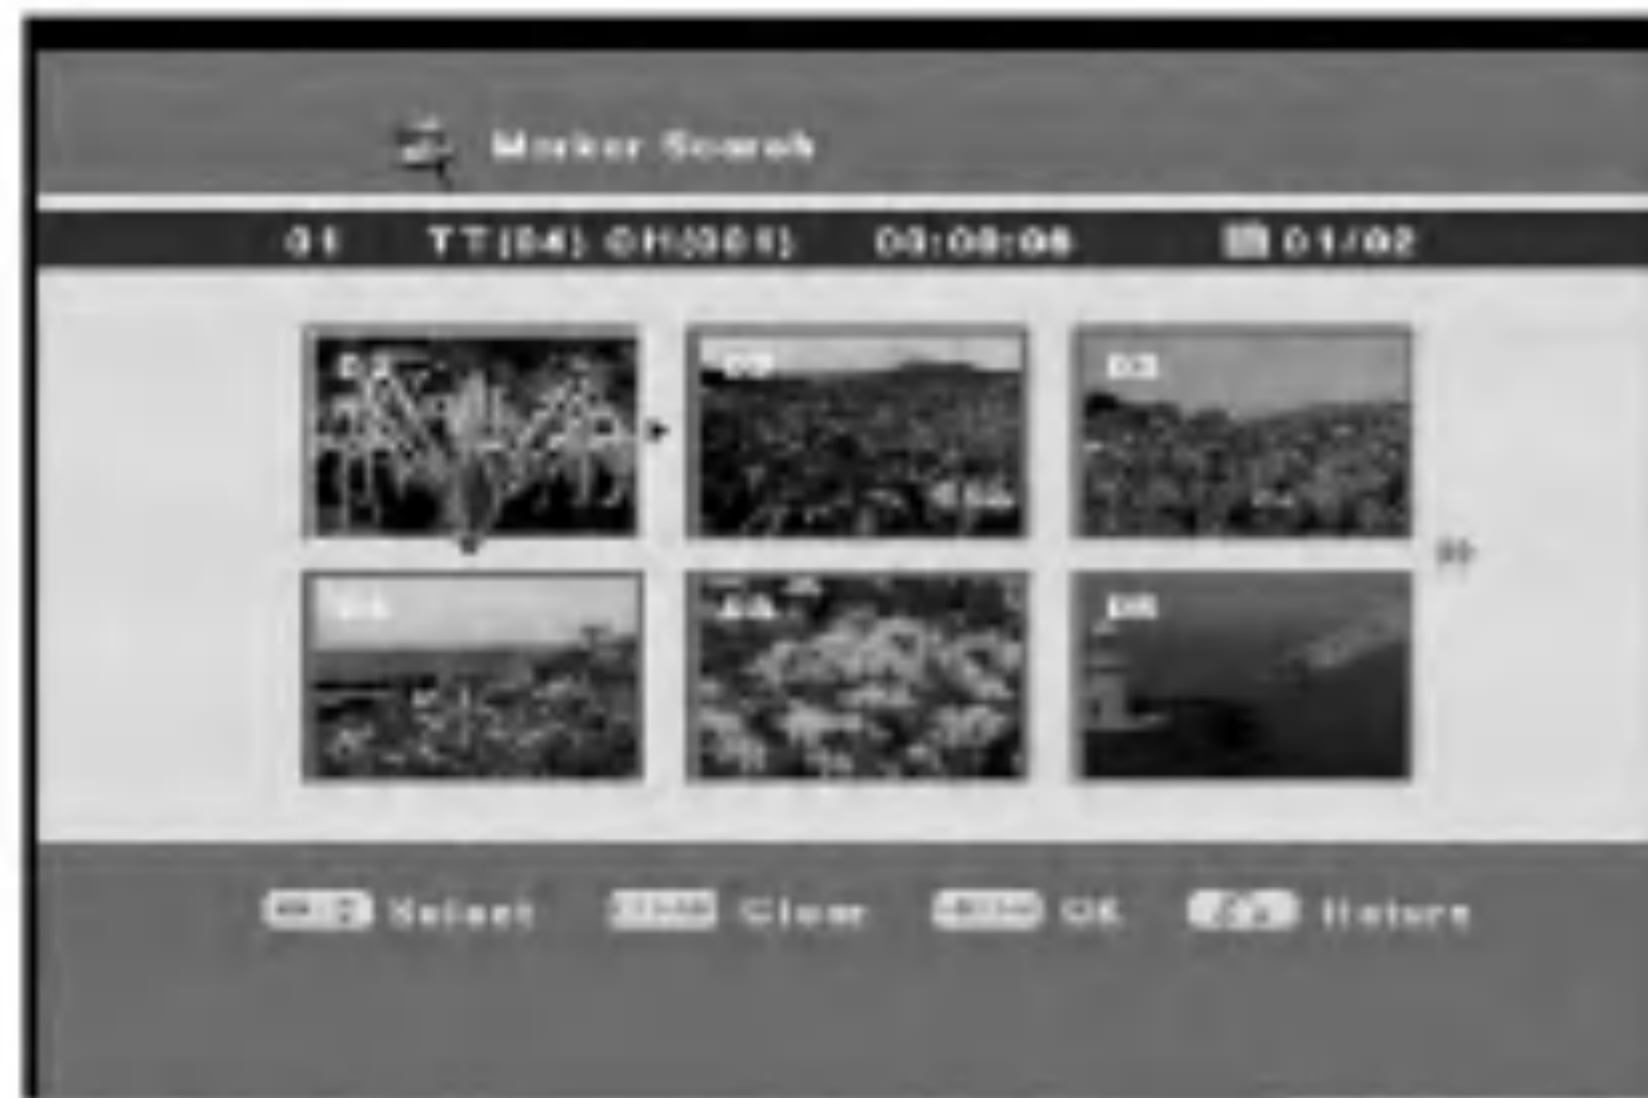 Marker Search
01 TT(04) CH(001) 00:00:06 01/02
01 02 03
04 05 06
Select Clear OK Return